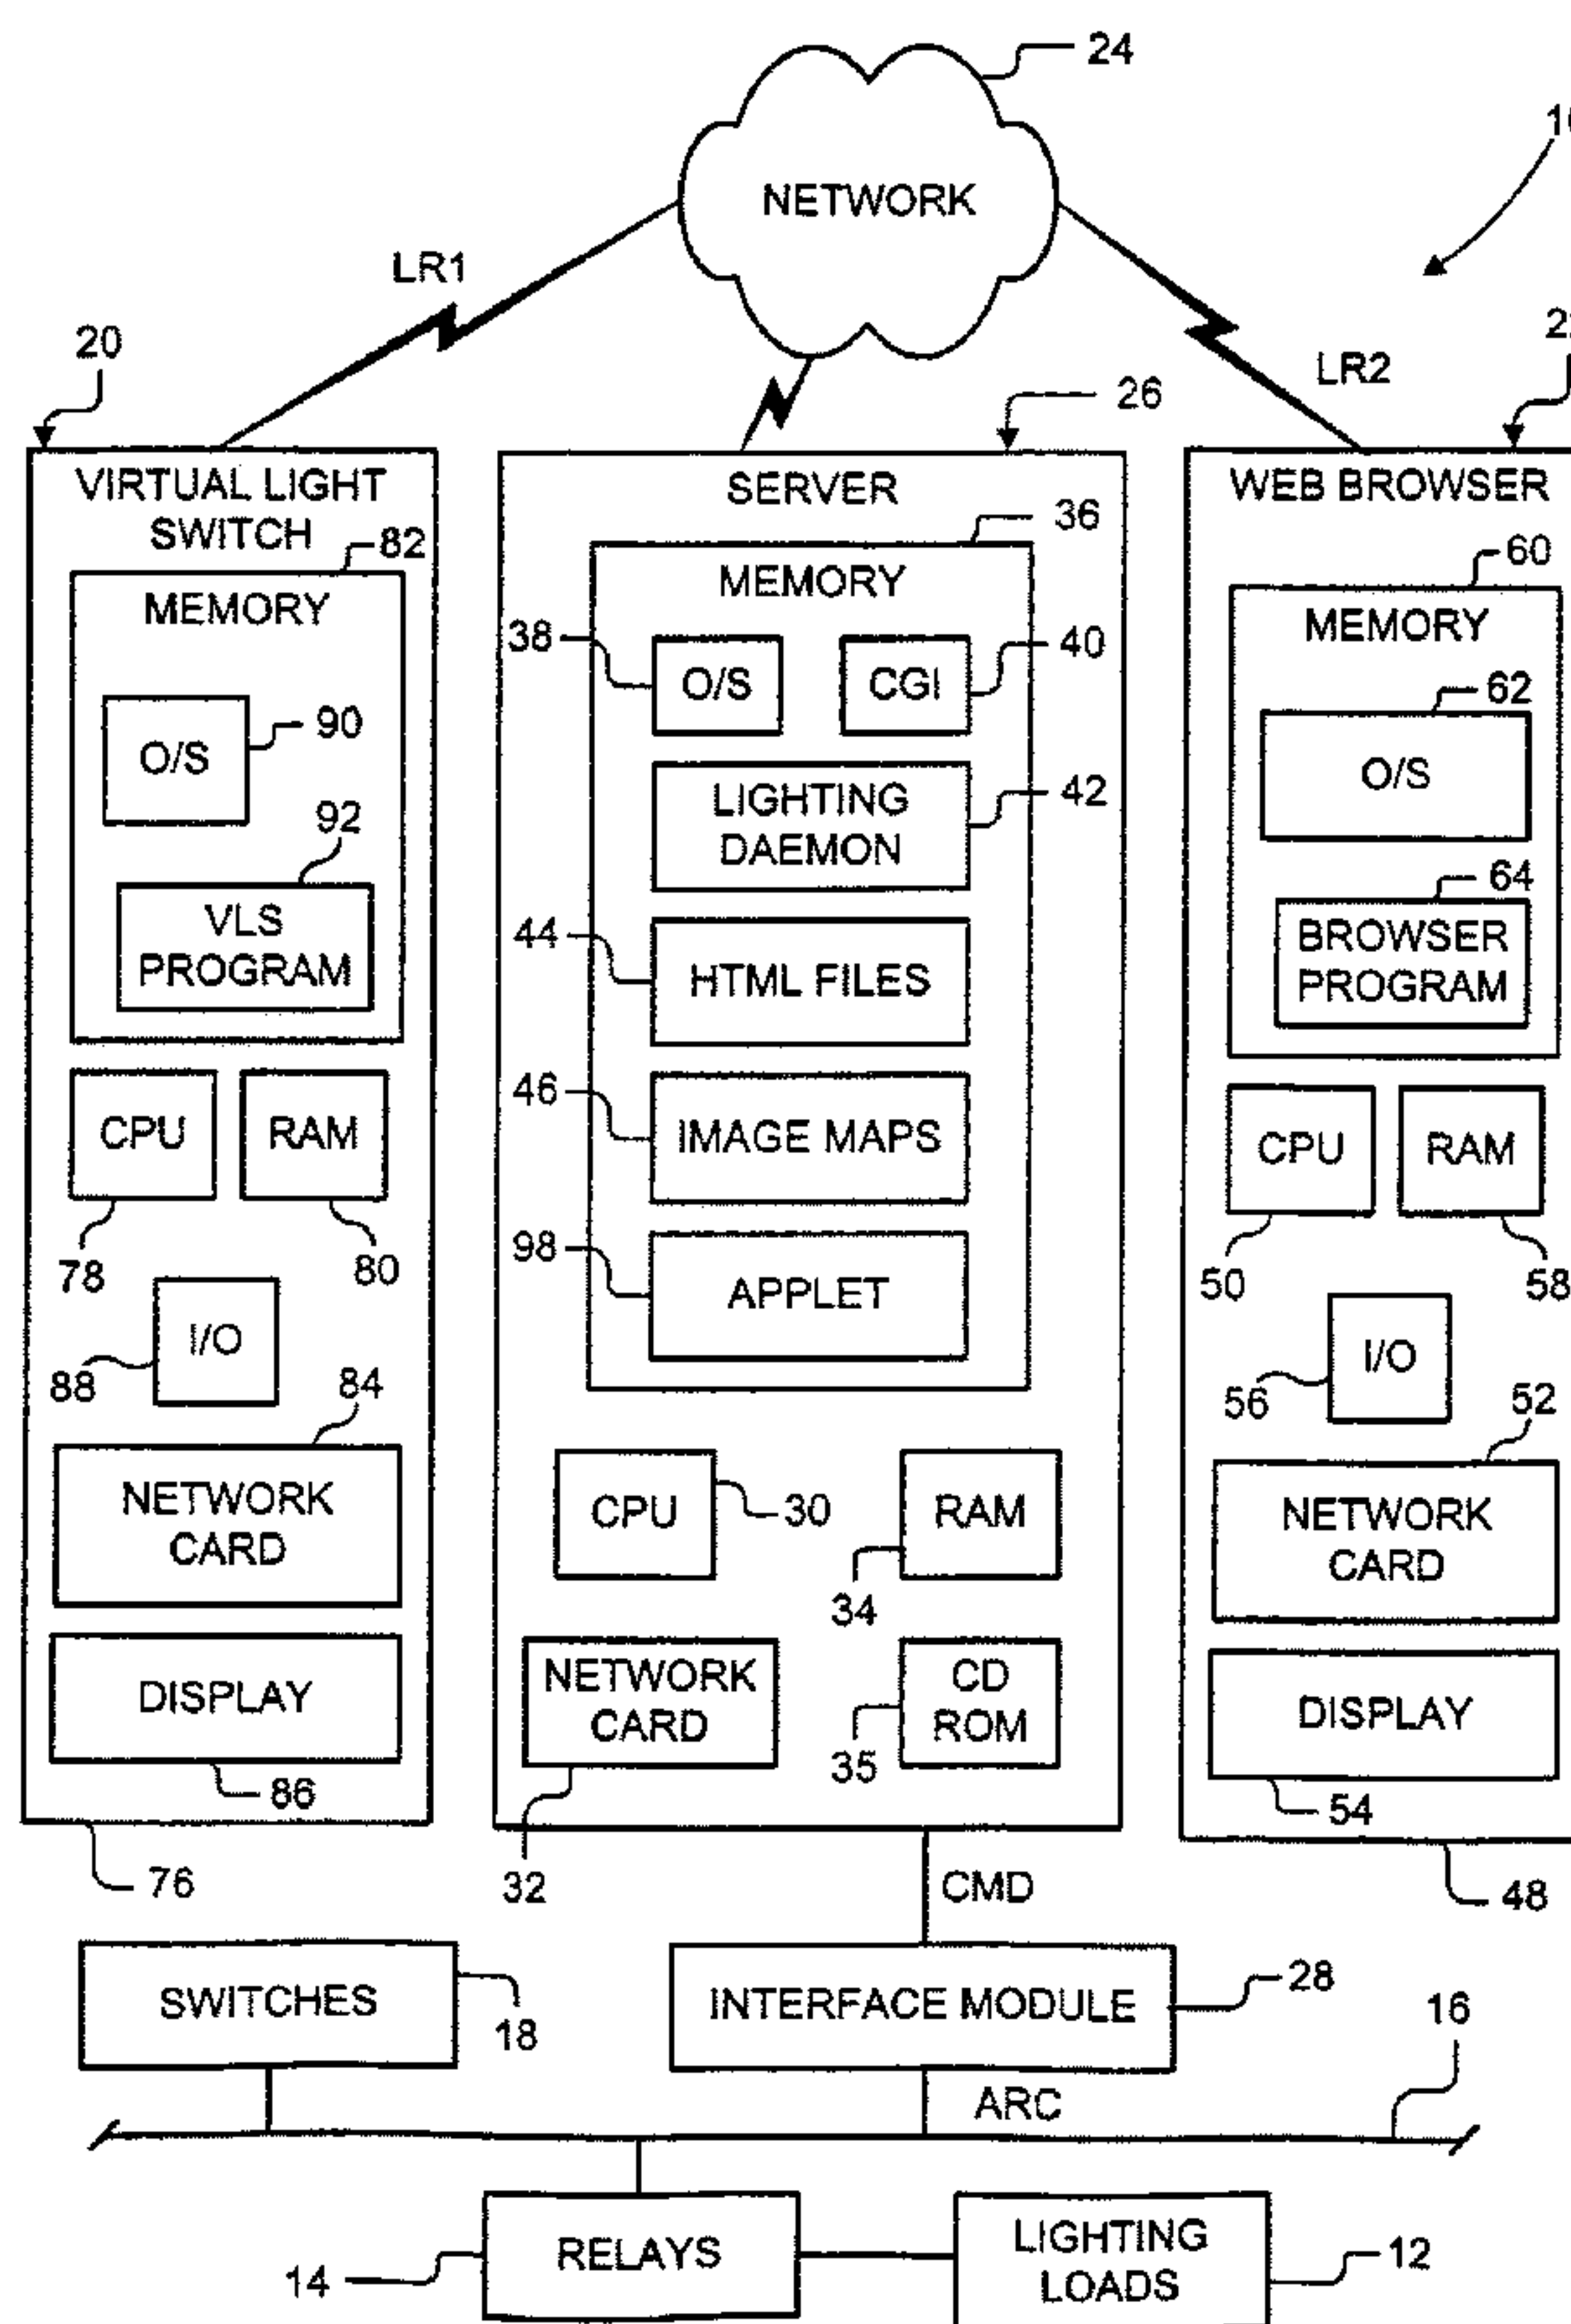 24
NETWORK
LR1
LR2
20
26
VIRTUAL LIGHT
SWITCH
82
MEMORY
O/S
90
92
VLS
PROGRAM
CPU
RAM
78
80
I/O
88
84
NETWORK
CARD
DISPLAY
86
76
SERVER
36
MEMORY
38
O/S
CGI
40
LIGHTING
DAEMON
42
44
HTML FILES
46
IMAGE MAPS
98
APPLET
CPU
30
RAM
34
NETWORK
CARD
CD
ROM
35
32
CMD
WEB BROWSER
60
MEMORY
62
O/S
64
BROWSER
PROGRAM
CPU
RAM
50
58
I/O
56
52
NETWORK
CARD
DISPLAY
54
48
SWITCHES
18
INTERFACE MODULE
28
16
ARC
RELAYS
14
LIGHTING
LOADS
12